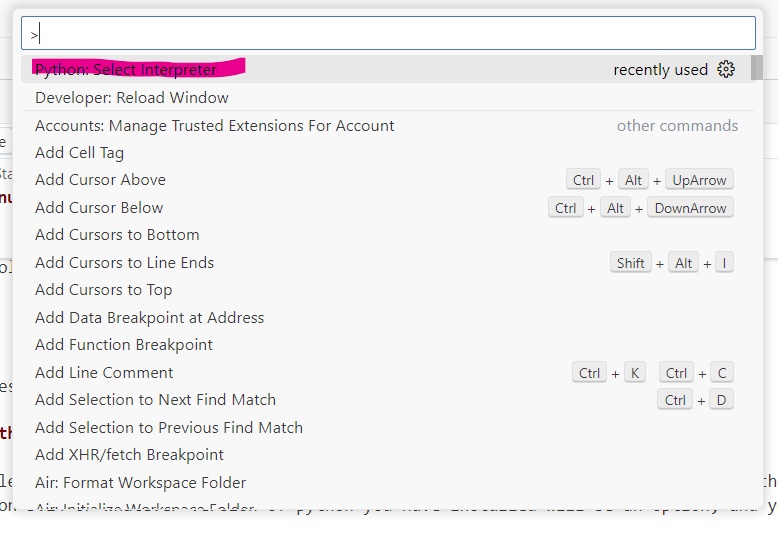 >
Python: Select Interpreter recently used
Developer: Reload Window
Accounts: Manage Trusted Extensions For Account other commands
Add Cell Tag
Add Cursor Above Ctrl + Alt + UpArrow
Add Cursor Below Ctrl + Alt + DownArrow
Add Cursors to Bottom
Add Cursors to Line Ends Shift + Alt + I
Add Cursors to Top
Add Data Breakpoint at Address
Add Function Breakpoint
Add Line Comment Ctrl + K Ctrl + C
Add Selection to Next Find Match Ctrl + D
Add Selection to Previous Find Match
Add XHR/fetch Breakpoint
Air: Format Workspace Folder
Air: Initialize Workspace Folder